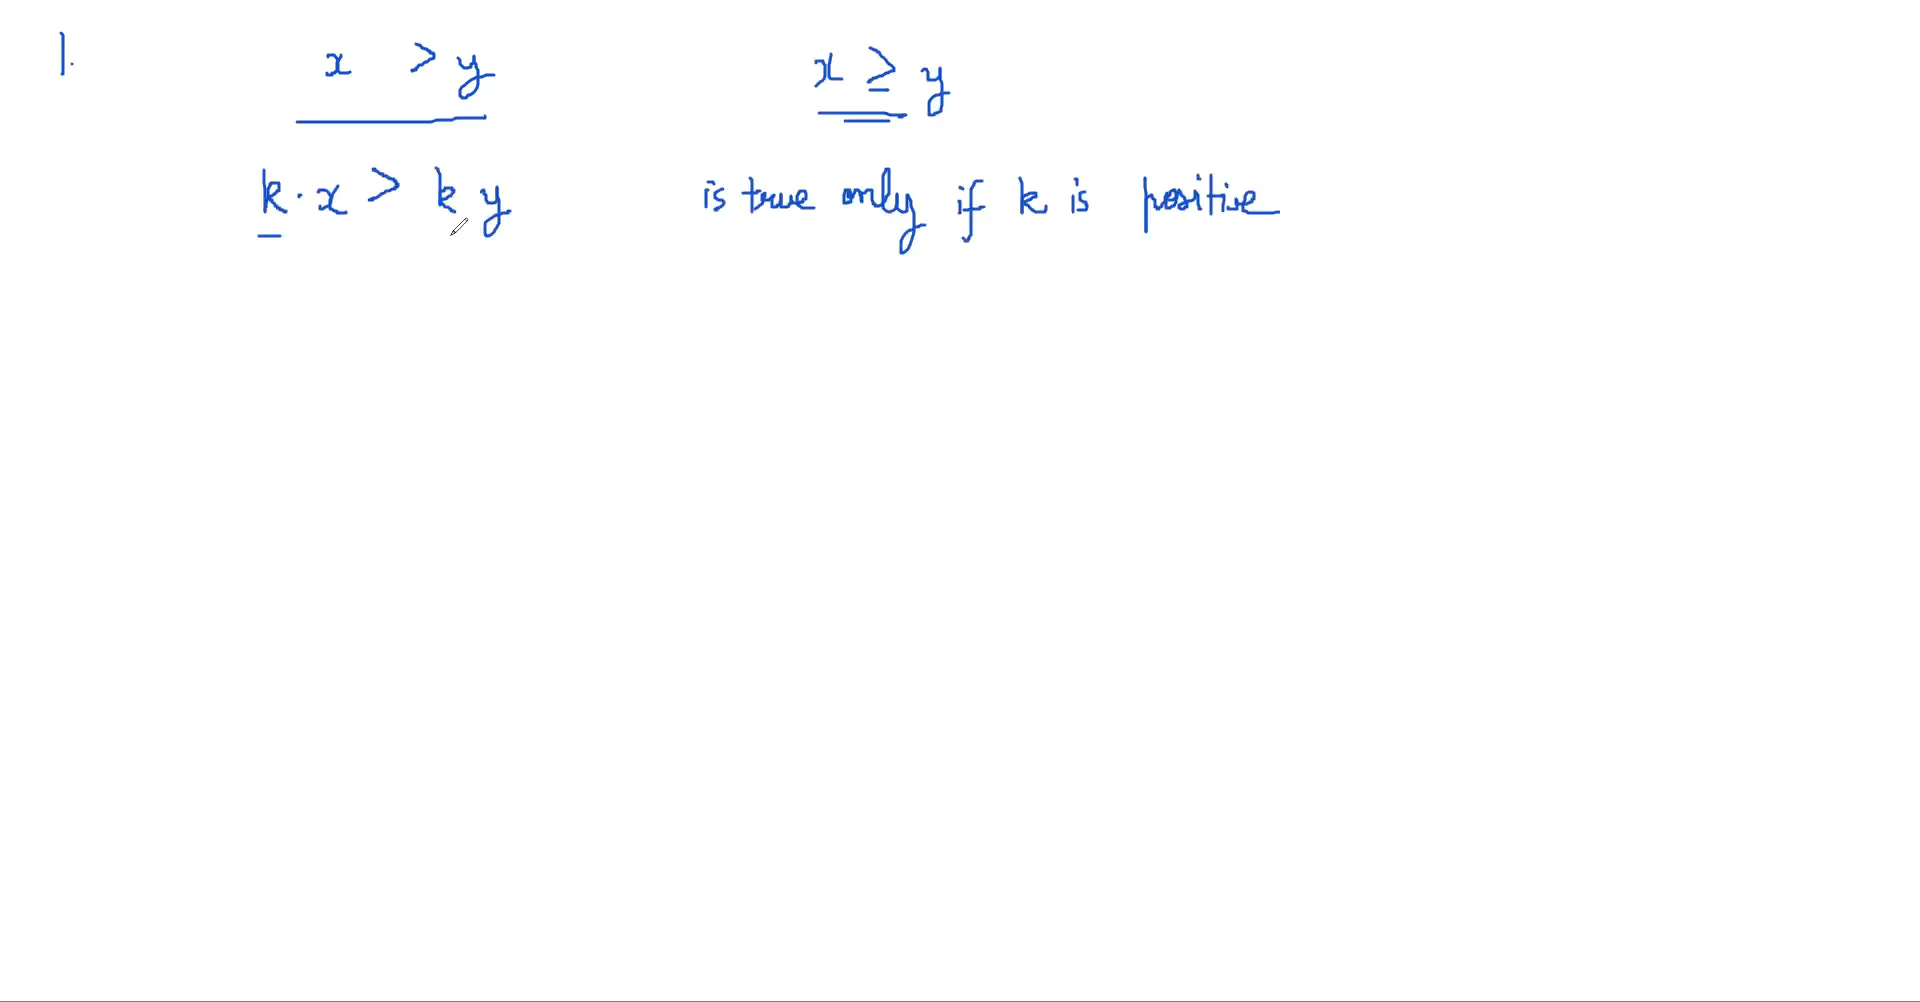 1. x > y x ≥ y
k · x > k y is true only if k is positive